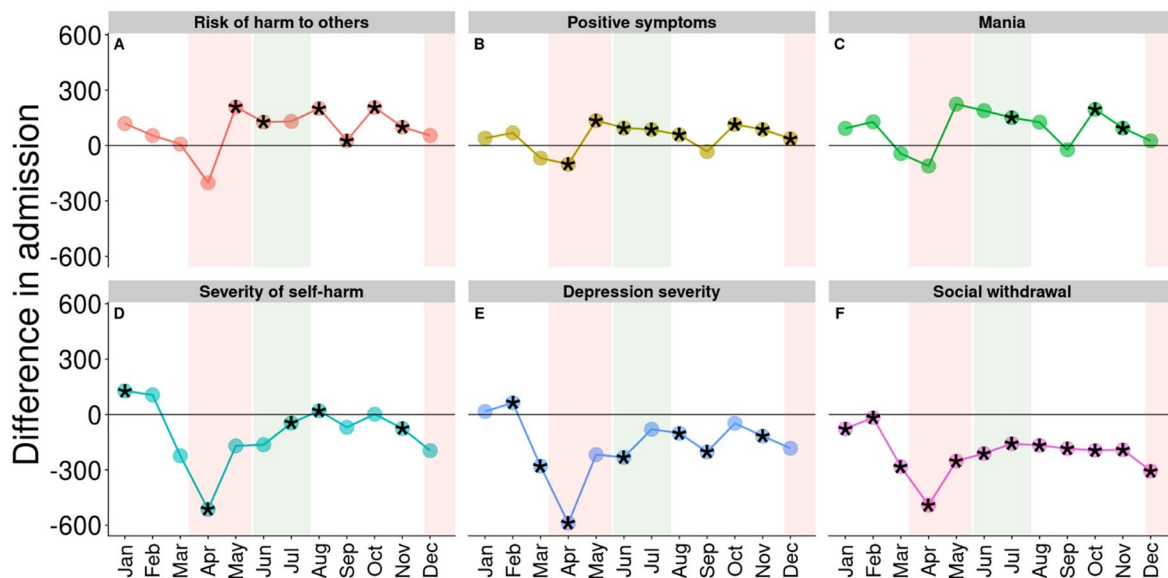 Risk of harm to others Positive symptoms Mania
A B C
600
300
0
-300
-600
Difference in admission
Severity of self-harm Depression severity Social withdrawal
D E F
600
300
0
-300
-600
Jan Feb Mar Apr May Jun Jul Aug Sep Oct Nov Dec Jan Feb Mar Apr May Jun Jul Aug Sep Oct Nov Dec Jan Feb Mar Apr May Jun Jul Aug Sep Oct Nov Dec